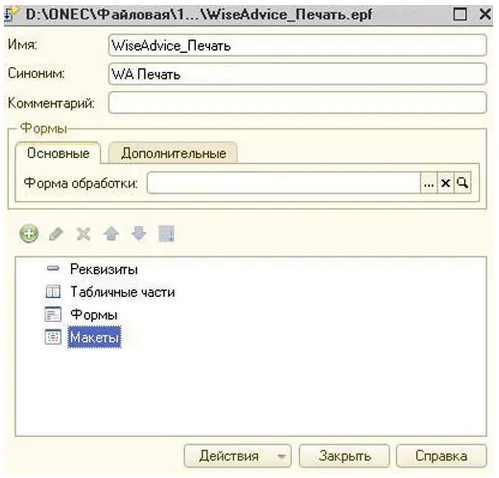 D:\ONEC\Файловая\1...\WiseAdvice_Печать.epf
Имя: WiseAdvice_Печать
Синоним: WA Печать
Комментарий:
Формы
Основные Дополнительные
Форма обработки: ...
Реквизиты
Табличные части
Формы
Макеты
Действия Закрыть Справка